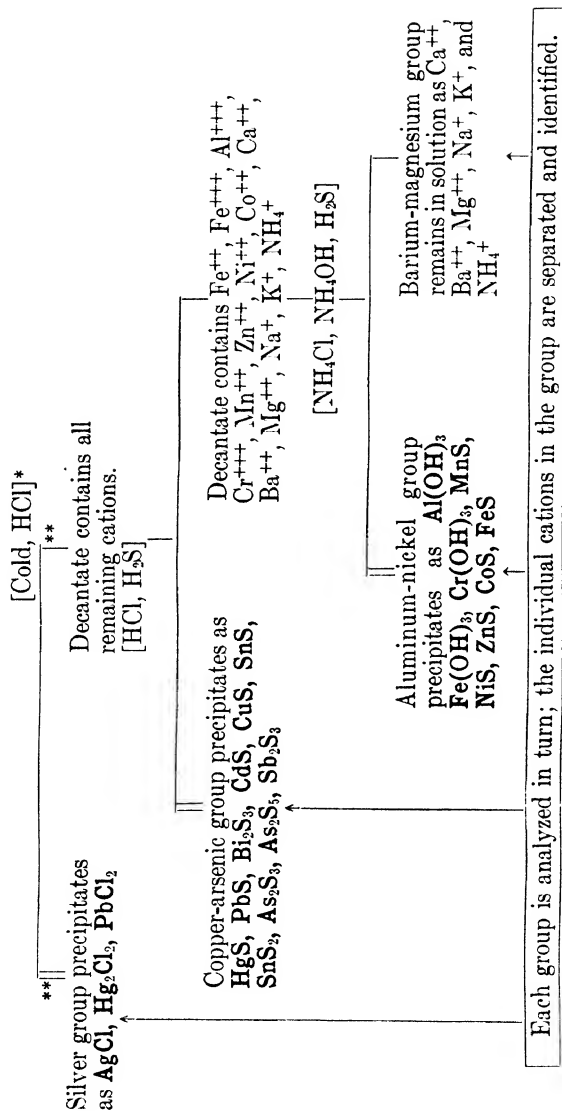 [Cold, HCl]*
**
**
Silver group precipitates
as AgCl, Hg₂Cl₂, PbCl₂
Decantate contains all
remaining cations.
[HCl, H₂S]
Copper-arsenic group precipitates as
HgS, PbS, Bi₂S₃, CdS, CuS, SnS,
SnS₂, As₂S₃, As₂S₅, Sb₂S₃
Decantate contains Fe⁺⁺, Fe⁺⁺⁺, Al⁺⁺⁺,
Cr⁺⁺⁺, Mn⁺⁺, Zn⁺⁺, Ni⁺⁺, Co⁺⁺, Ca⁺⁺,
Ba⁺⁺, Mg⁺⁺, Na⁺, K⁺, NH₄⁺
[NH₄Cl, NH₄OH, H₂S]
Aluminum-nickel group
precipitates as Al(OH)₃
Fe(OH)₃, Cr(OH)₃, MnS,
NiS, ZnS, CoS, FeS
Barium-magnesium group
remains in solution as Ca⁺⁺,
Ba⁺⁺, Mg⁺⁺, Na⁺, K⁺, and
NH₄⁺
Each group is analyzed in turn; the individual cations in the group are separated and identified.